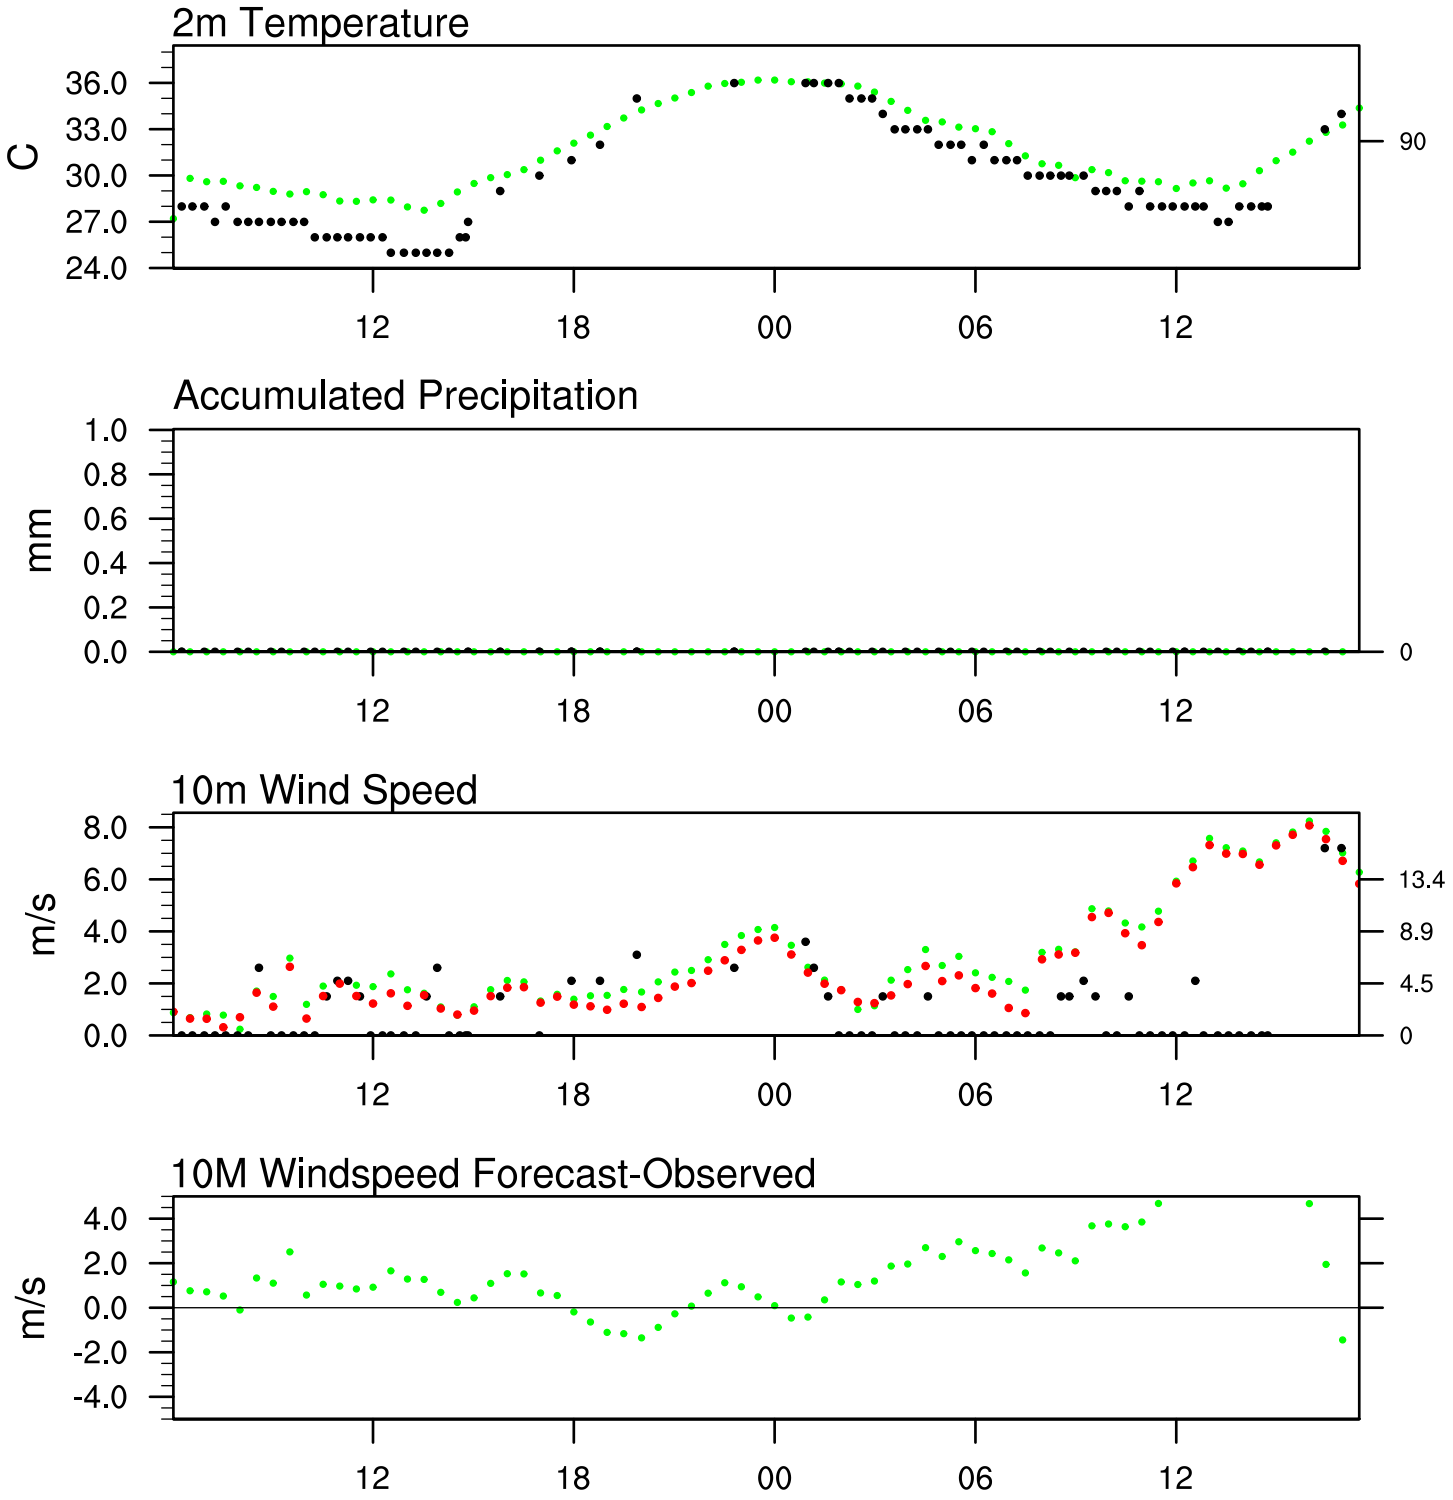 2m Temperature
36.0
33.0
30.0
27.0
24.0
C
90
12 18 00 06 12
Accumulated Precipitation
1.0
0.8
0.6
0.4
0.2
0.0
mm
0
12 18 00 06 12
10m Wind Speed
8.0
6.0
4.0
2.0
0.0
m/s
13.4
8.9
4.5
0
12 18 00 06 12
10M Windspeed Forecast-Observed
4.0
2.0
0.0
-2.0
-4.0
m/s
12 18 00 06 12